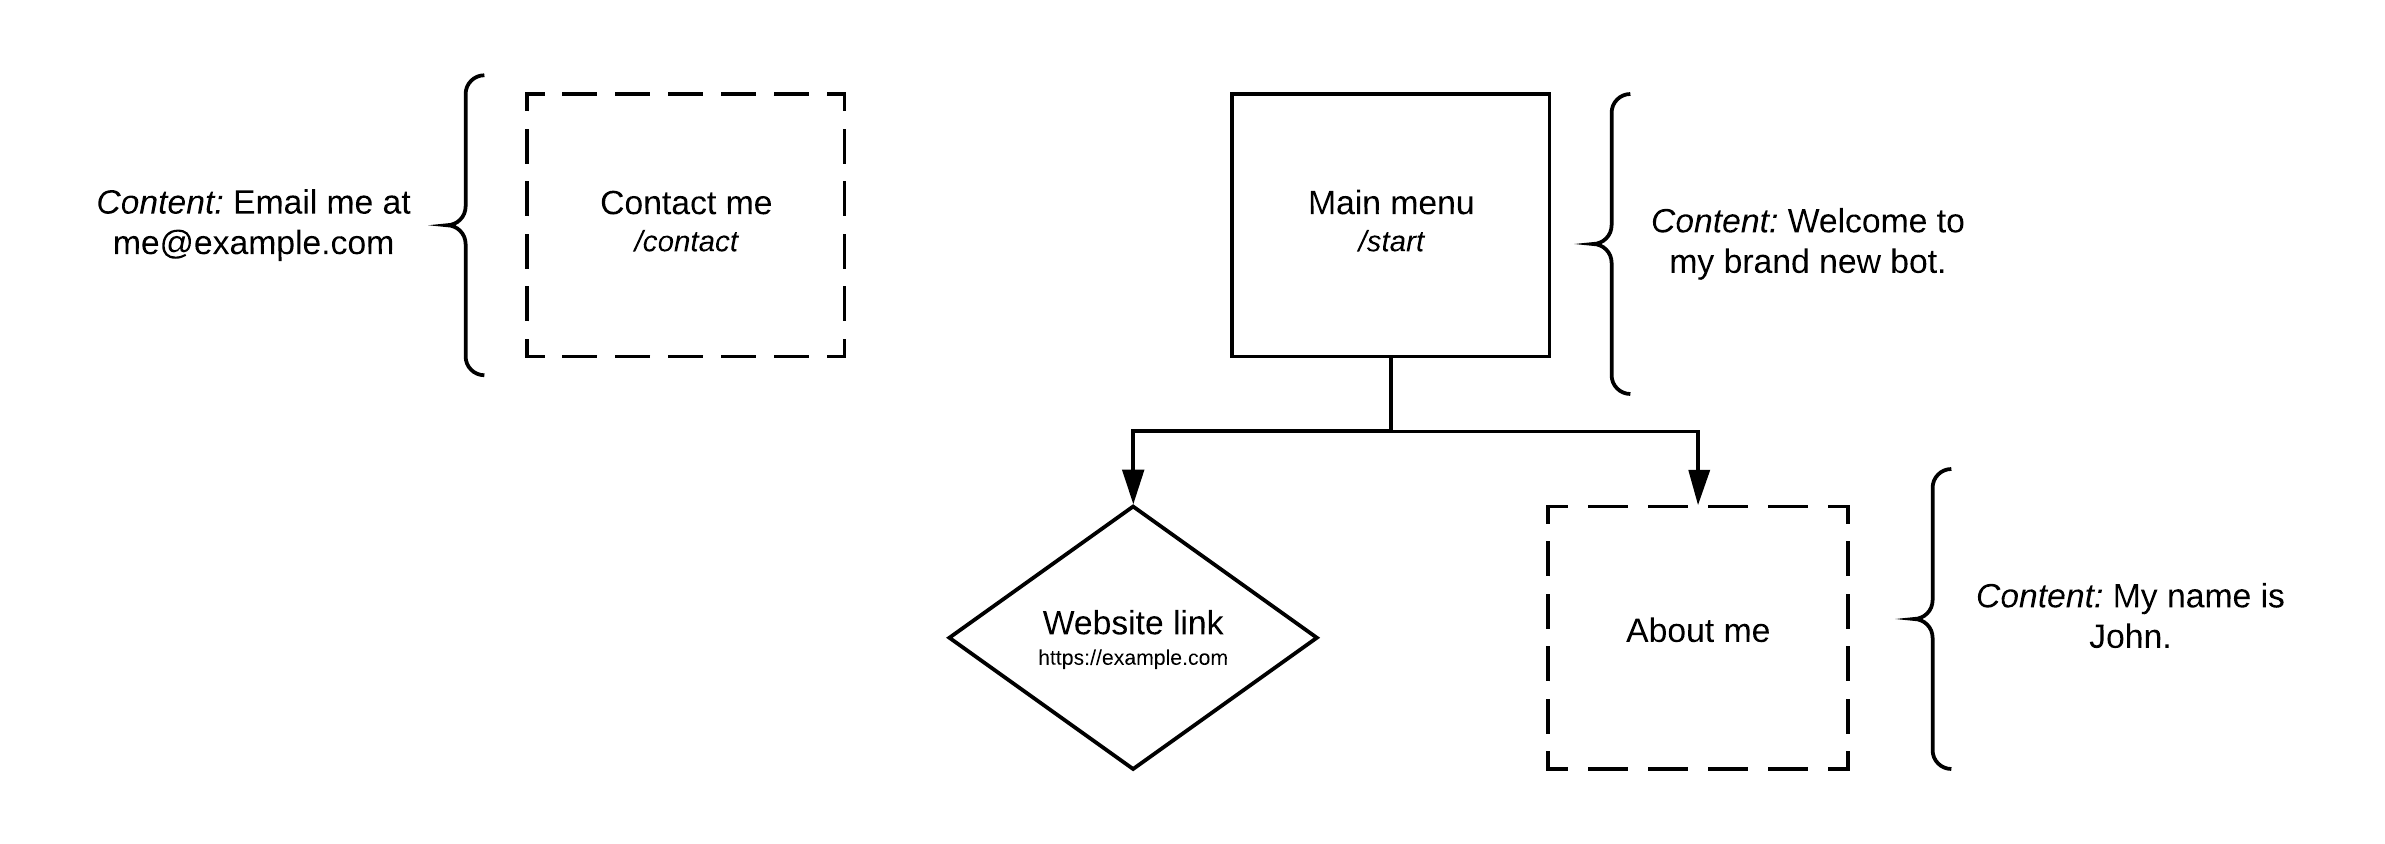 Content: Email me at
me@example.com
Contact me
/contact
Main menu
/start
Content: Welcome to
my brand new bot.
Website link
https://example.com
About me
Content: My name is
John.